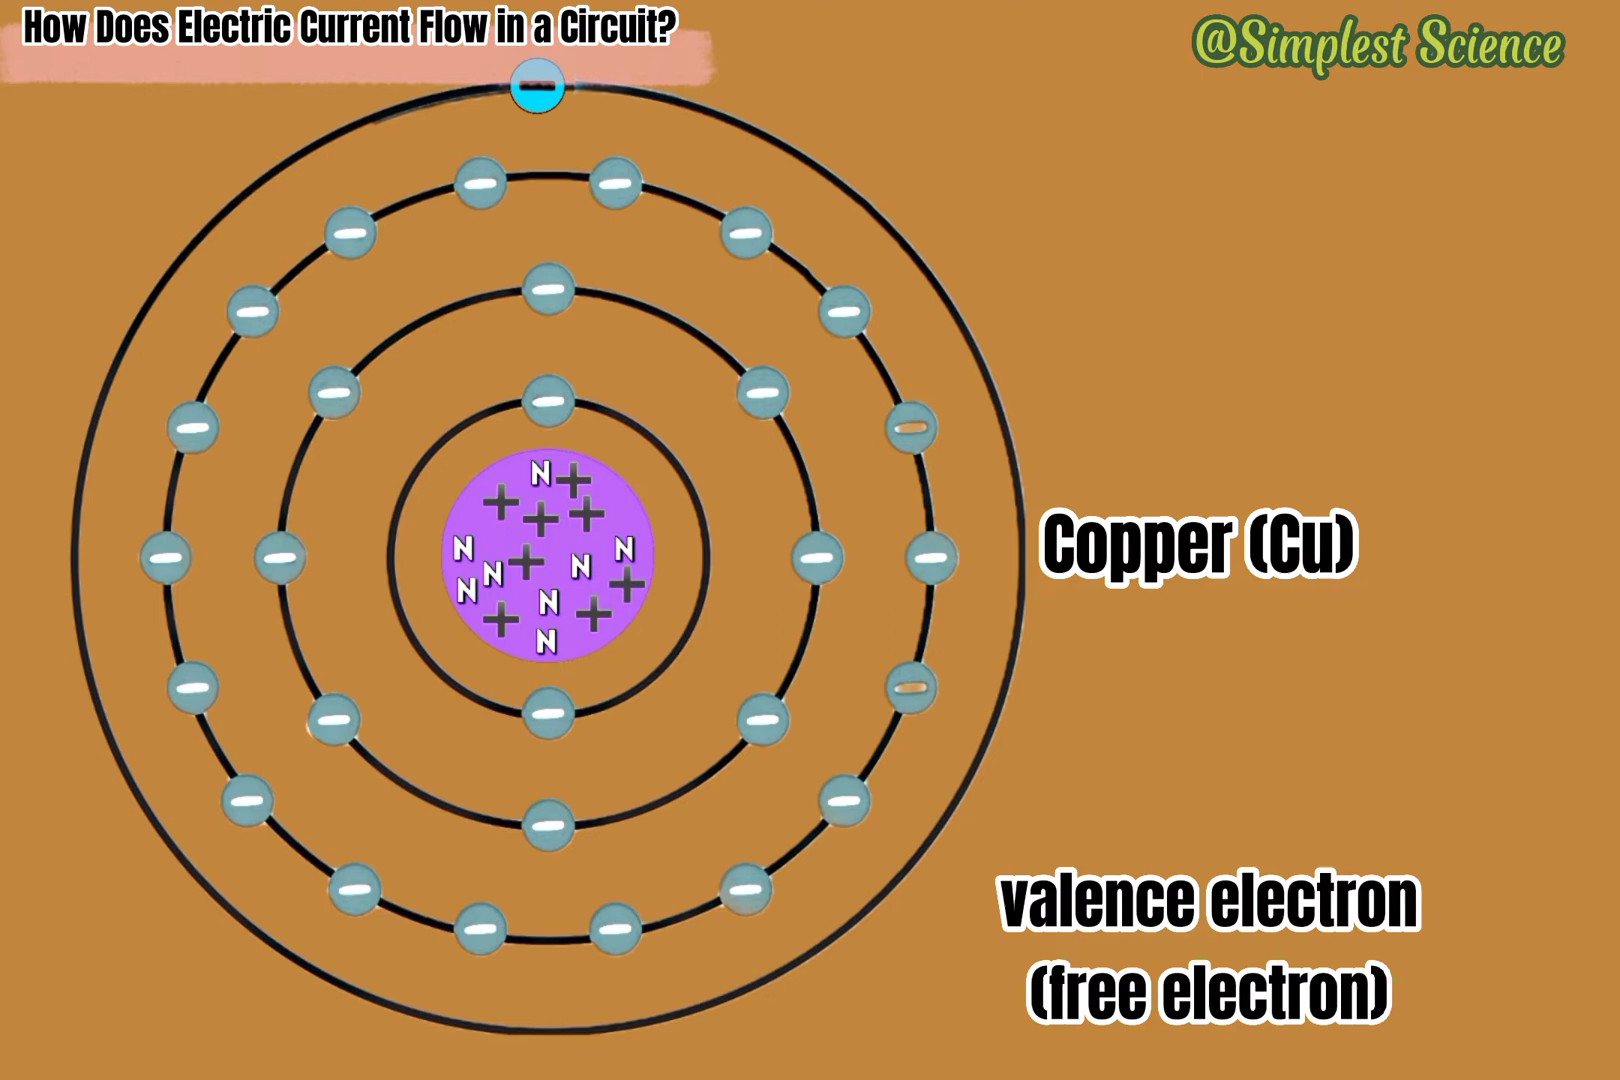 How Does Electric Current Flow in a Circuit?
@Simplest Science
N
N
N
N
N
N
N
N
Copper (Cu)
valence electron
(free electron)